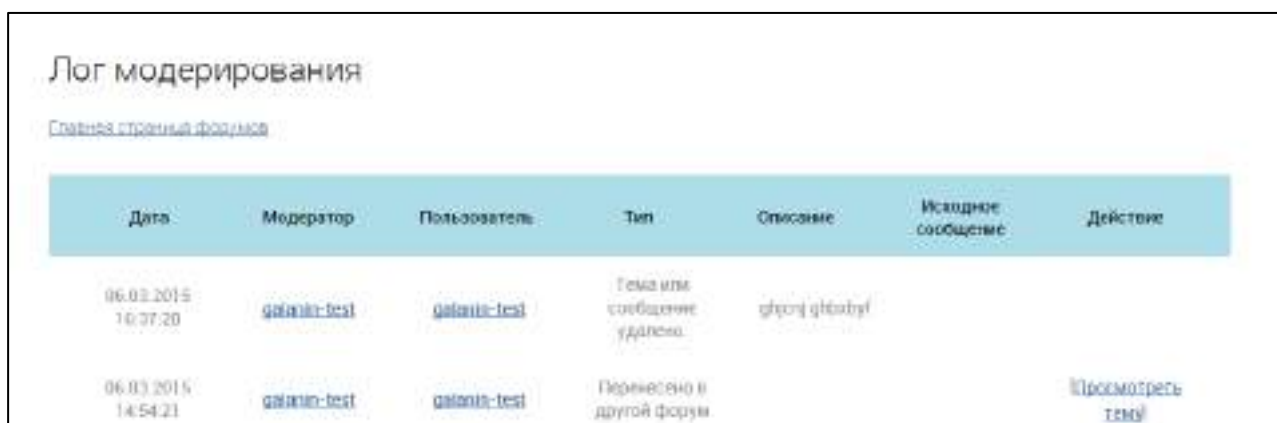 Лог модерирования
Главная страница форумов
Дата Модератор Пользователь Тип Описание Исходное сообщение Действие
06.03.2015 16:37:20 galanin-test galanin-test Тема или сообщение удалено
06.03.2015 14:54:21 galanin-test galanin-test Перенесено в другой форум [Просмотреть тему]